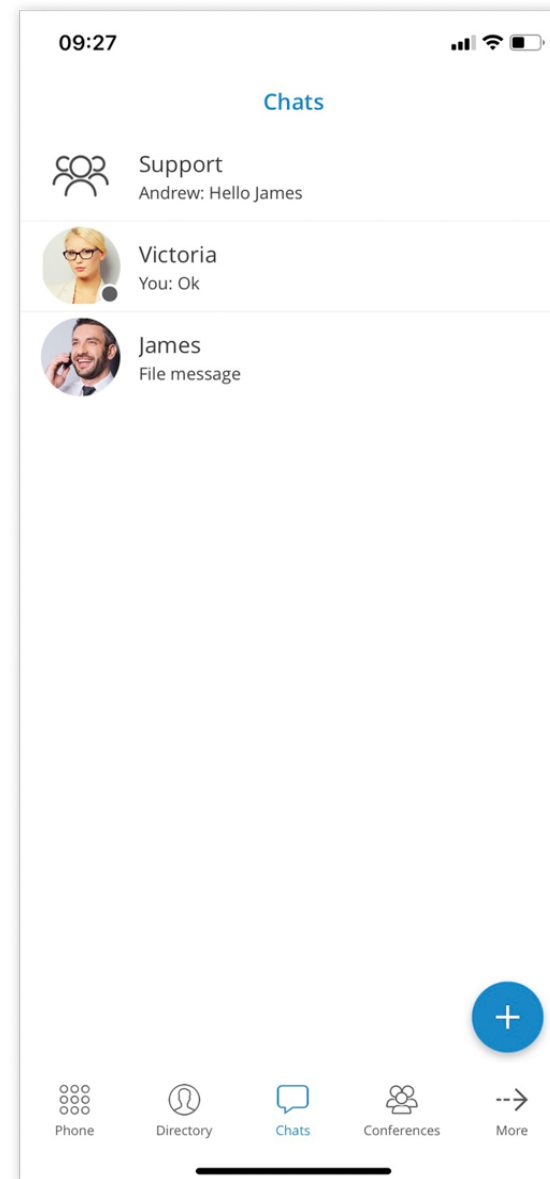 09:27
Chats
Support
Andrew: Hello James
Victoria
You: Ok
James
File message
Phone
Directory
Chats
Conferences
More